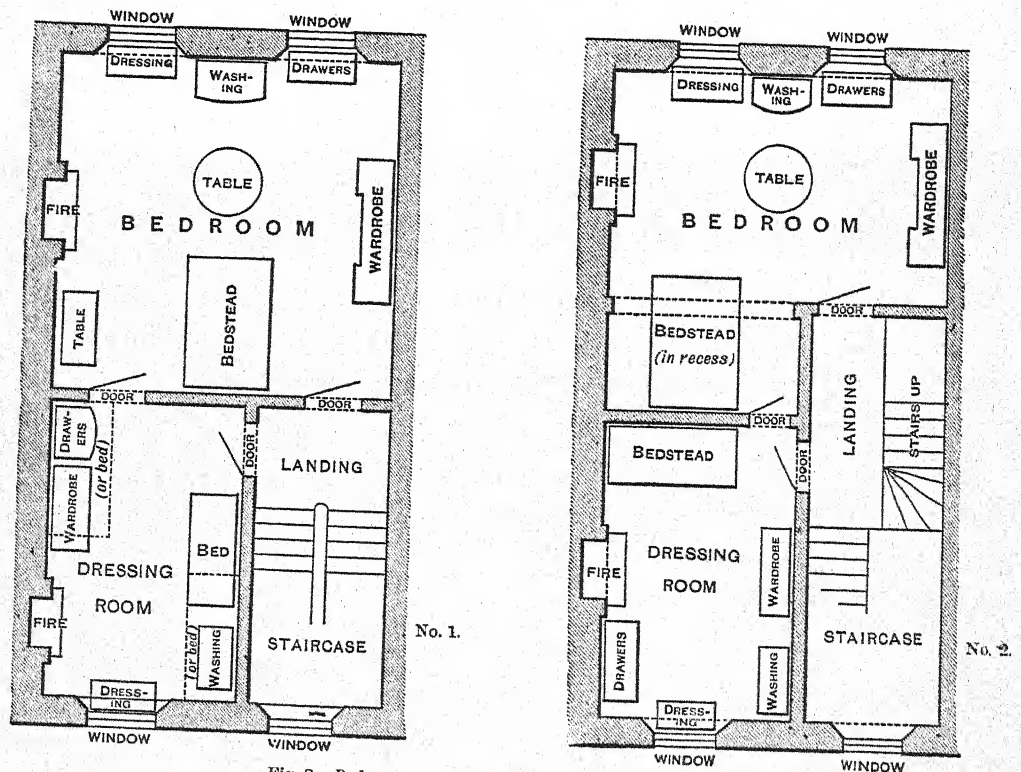 WINDOW
WINDOW
DRESSING
WASH-
ING
DRAWERS
TABLE
FIRE
BEDROOM
WARDROBE
TABLE
BEDSTEAD
DOOR
DOOR
DRAW-
ERS
(or bed)
WARDROBE
DOOR
LANDING
BED
DRESSING
ROOM
FIRE
(or bed)
WASHING
STAIRCASE
DRESS-
ING
WINDOW
WINDOW
No. 1.
WINDOW
WINDOW
DRESSING
WASH-
ING
DRAWERS
FIRE
TABLE
BEDROOM
WARDROBE
DOOR
BEDSTEAD
(in recess)
LANDING
STAIRS UP
DOOR
BEDSTEAD
DOOR
DRESSING
ROOM
FIRE
WARDROBE
DRAWERS
WASHING
STAIRCASE
DRESS-
ING
WINDOW
WINDOW
No. 2.